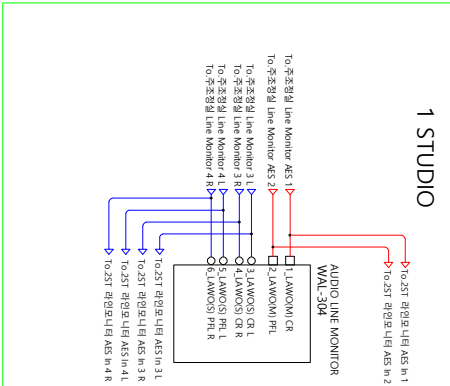 1 STUDIO
To.주조정실 Line Monitor AES 1
To.주조정실 Line Monitor AES 2
To.주조정실 Line Monitor 3 L
To.주조정실 Line Monitor 3 R
To.주조정실 Line Monitor 4 L
To.주조정실 Line Monitor 4 R
AUDIO LINE MONITOR
WAL-304
1_LAWO(M) CR
2_LAWO(M) PFL
3_LAWO(S) CR L
4_LAWO(S) CR R
5_LAWO(S) PFL L
6_LAWO(S) PFL R
To.2ST 라인모니터 AES In 1
To.2ST 라인모니터 AES In 2
To.2ST 라인모니터 AES In 3 L
To.2ST 라인모니터 AES In 3 R
To.2ST 라인모니터 AES In 4 L
To.2ST 라인모니터 AES In 4 R